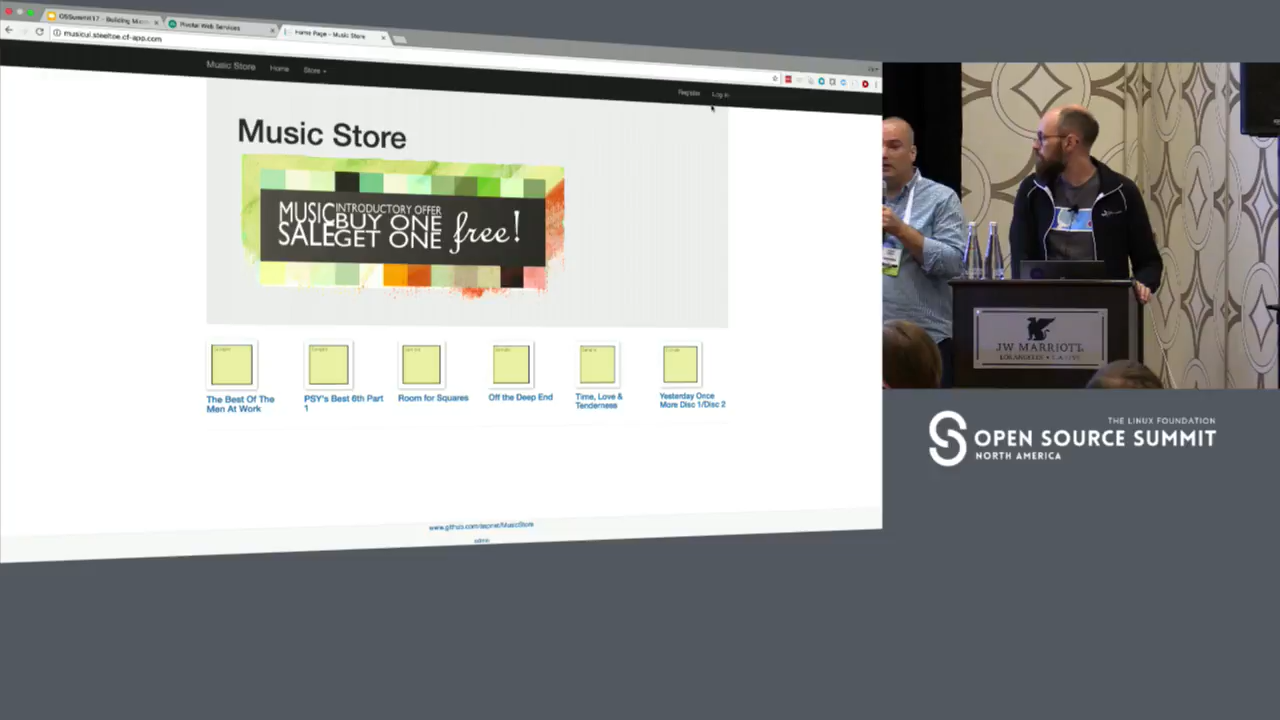 OSSummit17 - Building Micro
Pivotal Web Services
Home Page - Music Store
musicui.steeltoe.cf-app.com
Music Store
Home
Store
Register
Log in
Music Store
MUSIC SALE
INTRODUCTORY OFFER
BUY ONE
GET ONE
free!
The Best Of The
Men At Work
PSY's Best 6th Part
1
Room for Squares
Off the Deep End
Time, Love &
Tenderness
Yesterday Once
More Disc 1/Disc 2
www.github.com/aspnet/MusicStore
admin
JW MARRIOTT
LOS ANGELES L.A. LIVE
THE LINUX FOUNDATION
OPEN SOURCE SUMMIT
NORTH AMERICA